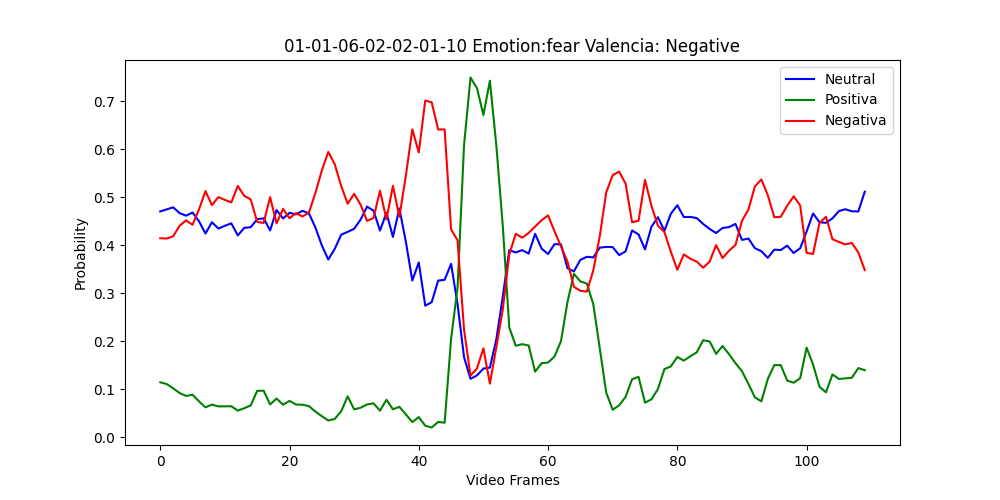 01-01-06-02-02-01-10 Emotion:fear Valencia: Negative
Neutral
Positiva
Negativa
Probability
0.7
0.6
0.5
0.4
0.3
0.2
0.1
0.0
0 20 40 60 80 100
Video Frames